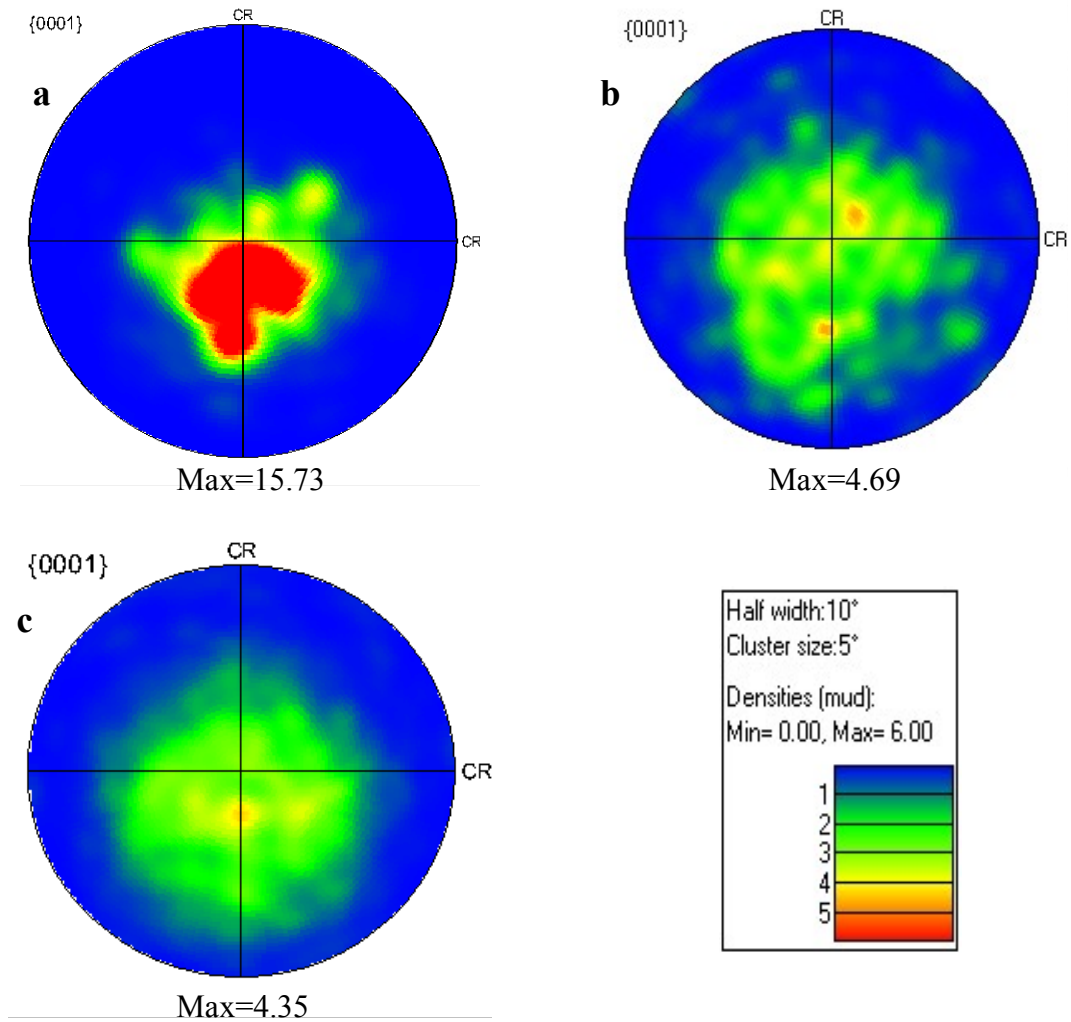 {0001}
CR
a
CR
Max=15.73
{0001}
CR
b
CR
Max=4.69
{0001}
CR
c
CR
Max=4.35
Half width:10°
Cluster size:5°
Densities (mud):
Min= 0.00, Max= 6.00
1
2
3
4
5